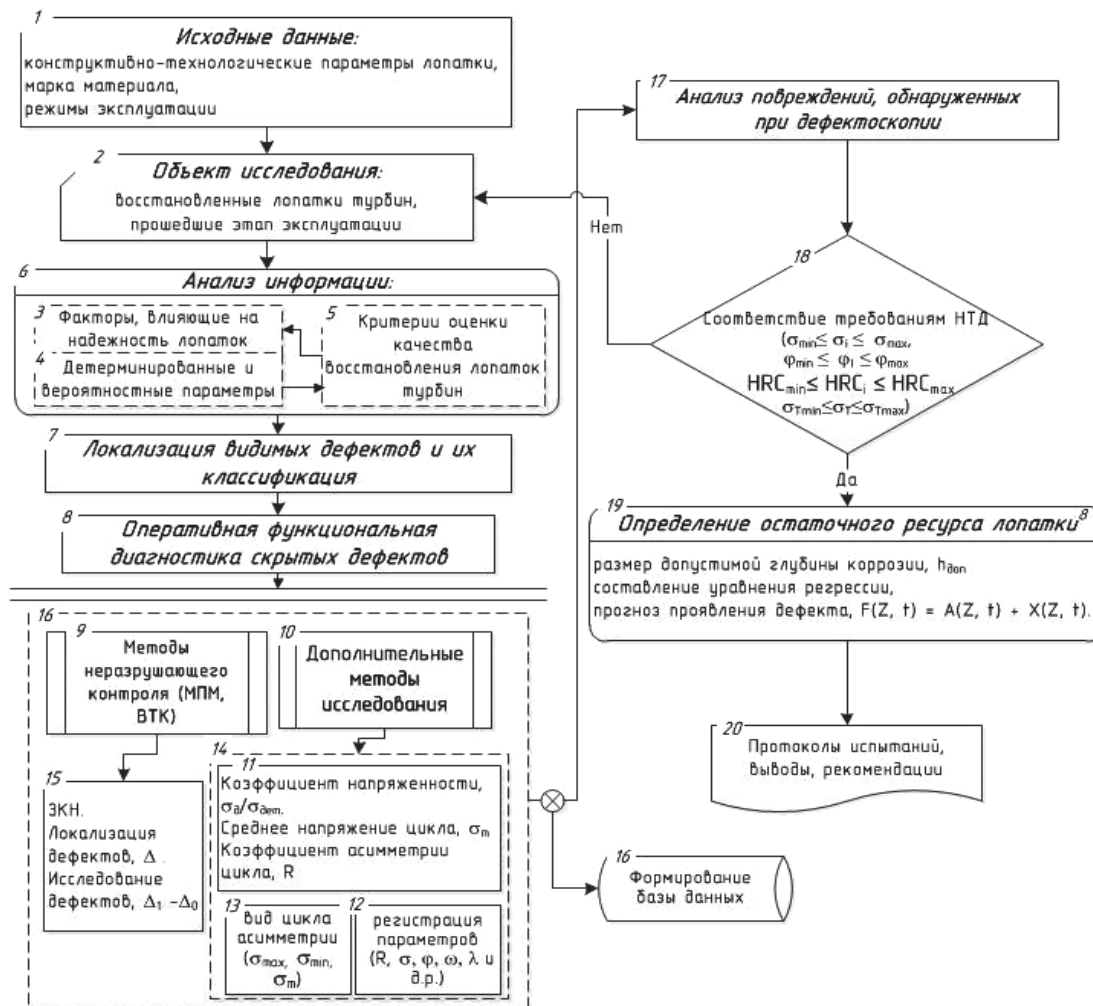 1
Исходные данные:
конструктивно-технологические параметры лопатки,
марка материала,
режимы эксплуатации
2
Объект исследования:
восстановленные лопатки турбин,
прошедшие этап эксплуатации
6
Анализ информации:
3
Факторы, влияющие на
надежность лопаток
4
Детерминированные и
вероятностные параметры
5
Критерии оценки
качества
восстановления лопаток
турбин
7
Локализация видимых дефектов и их
классификация
8
Оперативная функциональная
диагностика скрытых дефектов
16
9
Методы
неразрушающего
контроля (МПМ,
ВТК)
10
Дополнительные
методы
исследования
15
ЗКН.
Локализация
дефектов, Δ .
Исследование
дефектов, Δ₁ –Δ₀
14
11
Коэффициент напряженности,
σ∂/σдет.
Среднее напряжение цикла, σm
Коэффициент асимметрии
цикла, R
13
вид цикла
асимметрии
(σmax, σmin,
σm)
12
регистрация
параметров
(R, σ, φ, ω, λ и
д.р.)
17
Анализ повреждений, обнаруженных
при дефектоскопии
Нет
18
Соответствие требованиям НТД
(σmin≤ σi ≤ σmax,
φmin ≤ φi ≤ φmax
HRCmin≤ HRCi ≤ HRCmax
σTmin≤σT≤σTmax)
Да
19
Определение остаточного ресурса лопатки⁸
размер допустимой глубины коррозии, hдоп
составление уравнения регрессии,
прогноз проявления дефекта, F(Z, t) = A(Z, t) + X(Z, t).
20
Протоколы испытаний,
выводы, рекомендации
16
Формирование
базы данных